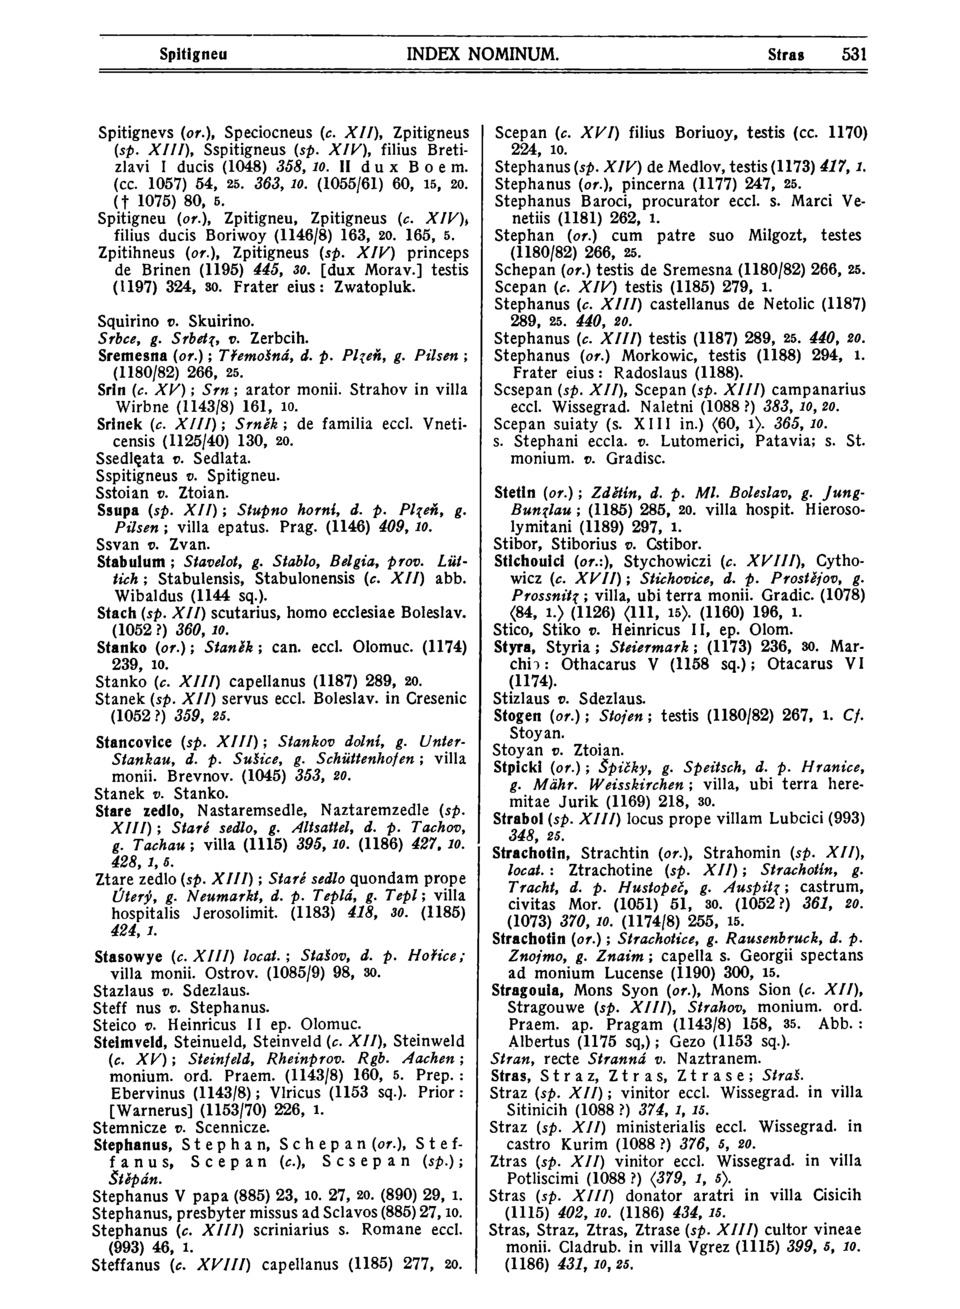 Spitigneu INDEX NOMINUM. Stras 531
Spitignevs (or.), Speciocneus (c. XII), Zpitigneus
(sp. XIII), Sspitigneus (sp. XIV), filius Breti-
zlavi I ducis (1048) 358, 10. II dux Boem.
(cc. 1057) 54, 25. 363, 10. (1055/61) 60, 15, 20.
(† 1075) 80, 5.
Spitigneu (or.), Zpitigneu, Zpitigneus (c. XIV),
filius ducis Boriwoy (1146/8) 163, 20. 165, 5.
Zpitihneus (or.), Zpitigneus (sp. XIV) princeps
de Brinen (1195) 445, 30. [dux Morav.] testis
(1197) 324, 30. Frater eius: Zwatopluk.
Squirino v. Skuirino.
Srbce, g. Srbetz, v. Zerbcih.
Sremesna (or.); Třemošná, d. p. Plzeň, g. Pilsen;
(1180/82) 266, 25.
Srin (c. XV); Srn; arator monii. Strahov in villa
Wirbne (1143/8) 161, 10.
Srinek (c. XIII); Srněk; de familia eccl. Vneti-
censis (1125/40) 130, 20.
Ssedlęata v. Sedlata.
Sspitigneus v. Spitigneu.
Sstoian v. Ztoian.
Ssupa (sp. XII); Stupno horní, d. p. Plzeň, g.
Pilsen; villa epatus. Prag. (1146) 409, 10.
Ssvan v. Zvan.
Stabulum; Stavelot, g. Stablo, Belgia, prov. Lüt-
tich; Stabulensis, Stabulonensis (c. XII) abb.
Wibaldus (1144 sq.).
Stach (sp. XII) scutarius, homo ecclesiae Boleslav.
(1052?) 360, 10.
Stanko (or.); Staněk; can. eccl. Olomuc. (1174)
239, 10.
Stanko (c. XIII) capellanus (1187) 289, 20.
Stanek (sp. XII) servus eccl. Boleslav. in Cresenic
(1052?) 359, 25.
Stancovice (sp. XIII); Stankov dolní, g. Unter-
Stankau, d. p. Sušice, g. Schüttenhofen; villa
monii. Brevnov. (1045) 353, 20.
Stanek v. Stanko.
Stare zedlo, Nastaremsedle, Naztaremzedle (sp.
XIII); Staré sedlo, g. Altsattel, d. p. Tachov,
g. Tachau; villa (1115) 395, 10. (1186) 427, 10.
428, 1, 5.
Ztare zedlo (sp. XIII); Staré sedlo quondam prope
Úterý, g. Neumarkt, d. p. Teplá, g. Tepl; villa
hospitalis Jerosolimit. (1183) 418, 30. (1185)
424, 1.
Stasowye (c. XIII) locat.; Stašov, d. p. Hořice;
villa monii. Ostrov. (1085/9) 98, 30.
Stazlaus v. Sdezlaus.
Steff nus v. Stephanus.
Steico v. Heinricus II ep. Olomuc.
Steimveld, Steinueld, Steinveld (c. XII), Steinweld
(c. XV); Steinfeld, Rheinprov. Rgb. Aachen;
monium. ord. Praem. (1143/8) 160, 5. Prep.:
Ebervinus (1143/8); Vlricus (1153 sq.). Prior:
[Warnerus] (1153/70) 226, 1.
Stemnicze v. Scennicze.
Stephanus, Stephan, Schepan (or.), Stef-
fanus, Scepan (c.), Scsepan (sp.);
Štěpán.
Stephanus V papa (885) 23, 10. 27, 20. (890) 29, 1.
Stephanus, presbyter missus ad Sclavos (885) 27, 10.
Stephanus (c. XIII) scriniarius s. Romane eccl.
(993) 46, 1.
Steffanus (c. XVIII) capellanus (1185) 277, 20.
Scepan (c. XVI) filius Boriuoy, testis (cc. 1170)
224, 10.
Stephanus (sp. XIV) de Medlov, testis (1173) 417, 1.
Stephanus (or.), pincerna (1177) 247, 25.
Stephanus Baroci, procurator eccl. s. Marci Ve-
netiis (1181) 262, 1.
Stephan (or.) cum patre suo Milgozt, testes
(1180/82) 266, 25.
Schepan (or.) testis de Sremesna (1180/82) 266, 25.
Scepan (c. XIV) testis (1185) 279, 1.
Stephanus (c. XIII) castellanus de Netolic (1187)
289, 25. 440, 20.
Stephanus (c. XIII) testis (1187) 289, 25. 440, 20.
Stephanus (or.) Morkowic, testis (1188) 294, 1.
Frater eius: Radoslaus (1188).
Scsepan (sp. XII), Scepan (sp. XIII) campanarius
eccl. Wissegrad. Naletni (1088?) 383, 10, 20.
Scepan suiaty (s. XIII in.) ⟨60, 1⟩. 365, 10.
s. Stephani eccla. v. Lutomerici, Patavia; s. St.
monium. v. Gradisc.
Stetin (or.); Zdětín, d. p. Ml. Boleslav, g. Jung-
Bunzlau; (1185) 285, 20. villa hospit. Hieroso-
lymitani (1189) 297, 1.
Stibor, Stiborius v. Cstibor.
Stichouici (or.:), Stychowiczi (c. XVIII), Cytho-
wicz (c. XVII); Stichovice, d. p. Prostějov, g.
Prossnitz; villa, ubi terra monii. Gradic. (1078)
⟨84, 1.⟩ (1126) ⟨111, 15⟩. (1160) 196, 1.
Stico, Stiko v. Heinricus II, ep. Olom.
Styra, Styria; Steiermark; (1173) 236, 30. Mar-
chio: Othacarus V (1158 sq.); Otacarus VI
(1174).
Stizlaus v. Sdezlaus.
Stogen (or.); Stojen; testis (1180/82) 267, 1. Cf.
Stoyan.
Stoyan v. Ztoian.
Stpicki (or.); Špičky, g. Speitsch, d. p. Hranice,
g. Mähr. Weisskirchen; villa, ubi terra here-
mitae Jurik (1169) 218, 30.
Strabol (sp. XIII) locus prope villam Lubcici (993)
348, 25.
Strachotin, Strachtin (or.), Strahomin (sp. XII),
locat.: Ztrachotine (sp. XII); Strachotín, g.
Tracht, d. p. Hustopeč, g. Auspitz; castrum,
civitas Mor. (1051) 51, 30. (1052?) 361, 20.
(1073) 370, 10. (1174/8) 255, 15.
Strachotin (or.); Strachotice, g. Rausenbruck, d. p.
Znojmo, g. Znaim; capella s. Georgii spectans
ad monium Lucense (1190) 300, 15.
Stragouia, Mons Syon (or.), Mons Sion (c. XII),
Stragouwe (sp. XIII), Strahov, monium. ord.
Praem. ap. Pragam (1143/8) 158, 35. Abb.:
Albertus (1175 sq,); Gezo (1153 sq.).
Stran, recte Stranná v. Naztranem.
Stras, Straz, Ztras, Ztrase; Straš.
Straz (sp. XII); vinitor eccl. Wissegrad. in villa
Sitinicih (1088?) 374, 1, 15.
Straz (sp. XII) ministerialis eccl. Wissegrad. in
castro Kurim (1088?) 376, 5, 20.
Ztras (sp. XII) vinitor eccl. Wissegrad. in villa
Potliscimi (1088?) ⟨379, 1, 5⟩.
Stras (sp. XIII) donator aratri in villa Cisicih
(1115) 402, 10. (1186) 434, 15.
Stras, Straz, Ztras, Ztrase (sp. XIII) cultor vineae
monii. Cladrub. in villa Vgrez (1115) 399, 5, 10.
(1186) 431, 10, 25.